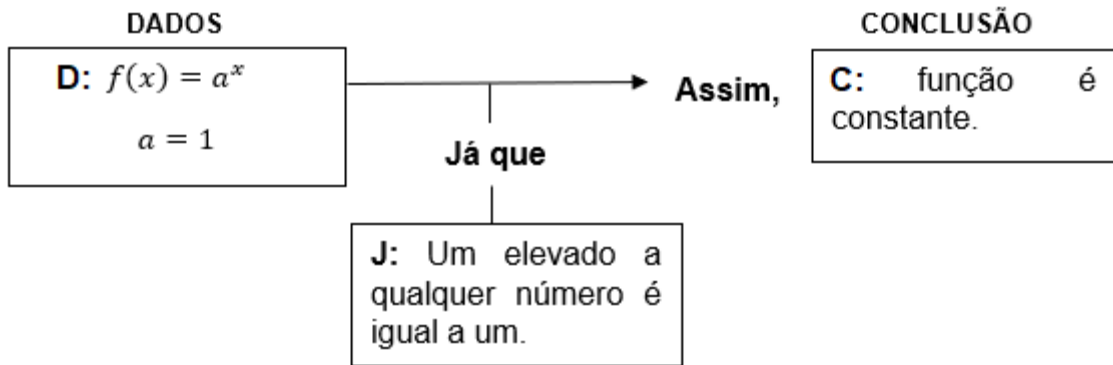 DADOS
D: f(x) = a^x
a = 1
Já que
J: Um elevado a
qualquer número é
igual a um.
Assim,
CONCLUSÃO
C: função é
constante.